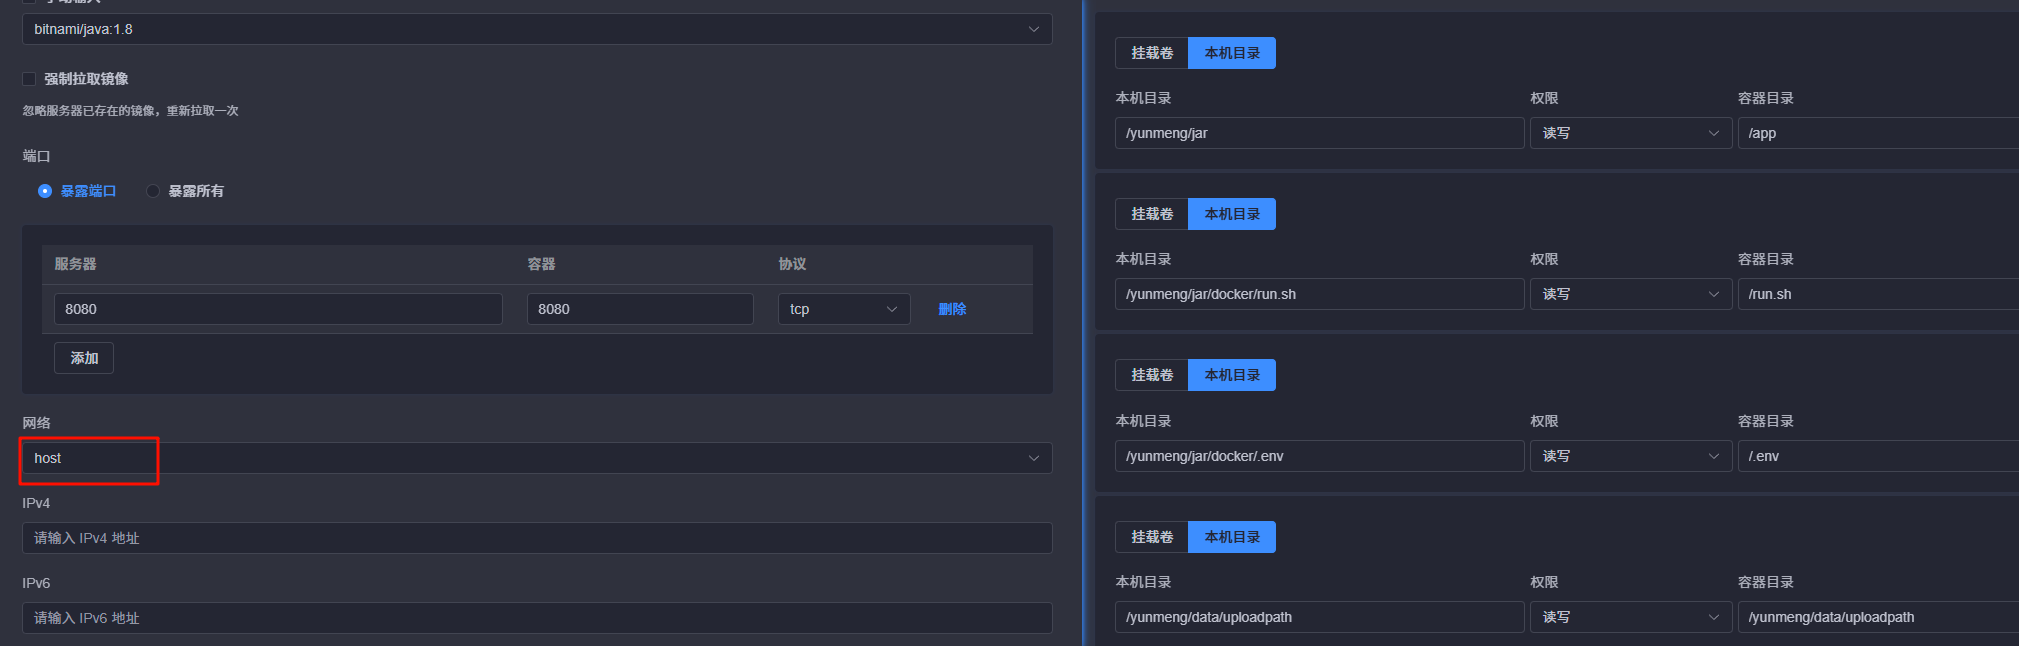 bitnami/java:1.8
强制拉取镜像
忽略服务器已存在的镜像，重新拉取一次
端口
暴露端口 暴露所有
服务器 容器 协议
8080 8080 tcp 删除
添加
网络
host
IPv4
请输入 IPv4 地址
IPv6
请输入 IPv6 地址
挂载卷 本机目录
本机目录 权限 容器目录
/yunmeng/jar 读写 /app
挂载卷 本机目录
本机目录 权限 容器目录
/yunmeng/jar/docker/run.sh 读写 /run.sh
挂载卷 本机目录
本机目录 权限 容器目录
/yunmeng/jar/docker/.env 读写 /.env
挂载卷 本机目录
本机目录 权限 容器目录
/yunmeng/data/uploadpath 读写 /yunmeng/data/uploadpath